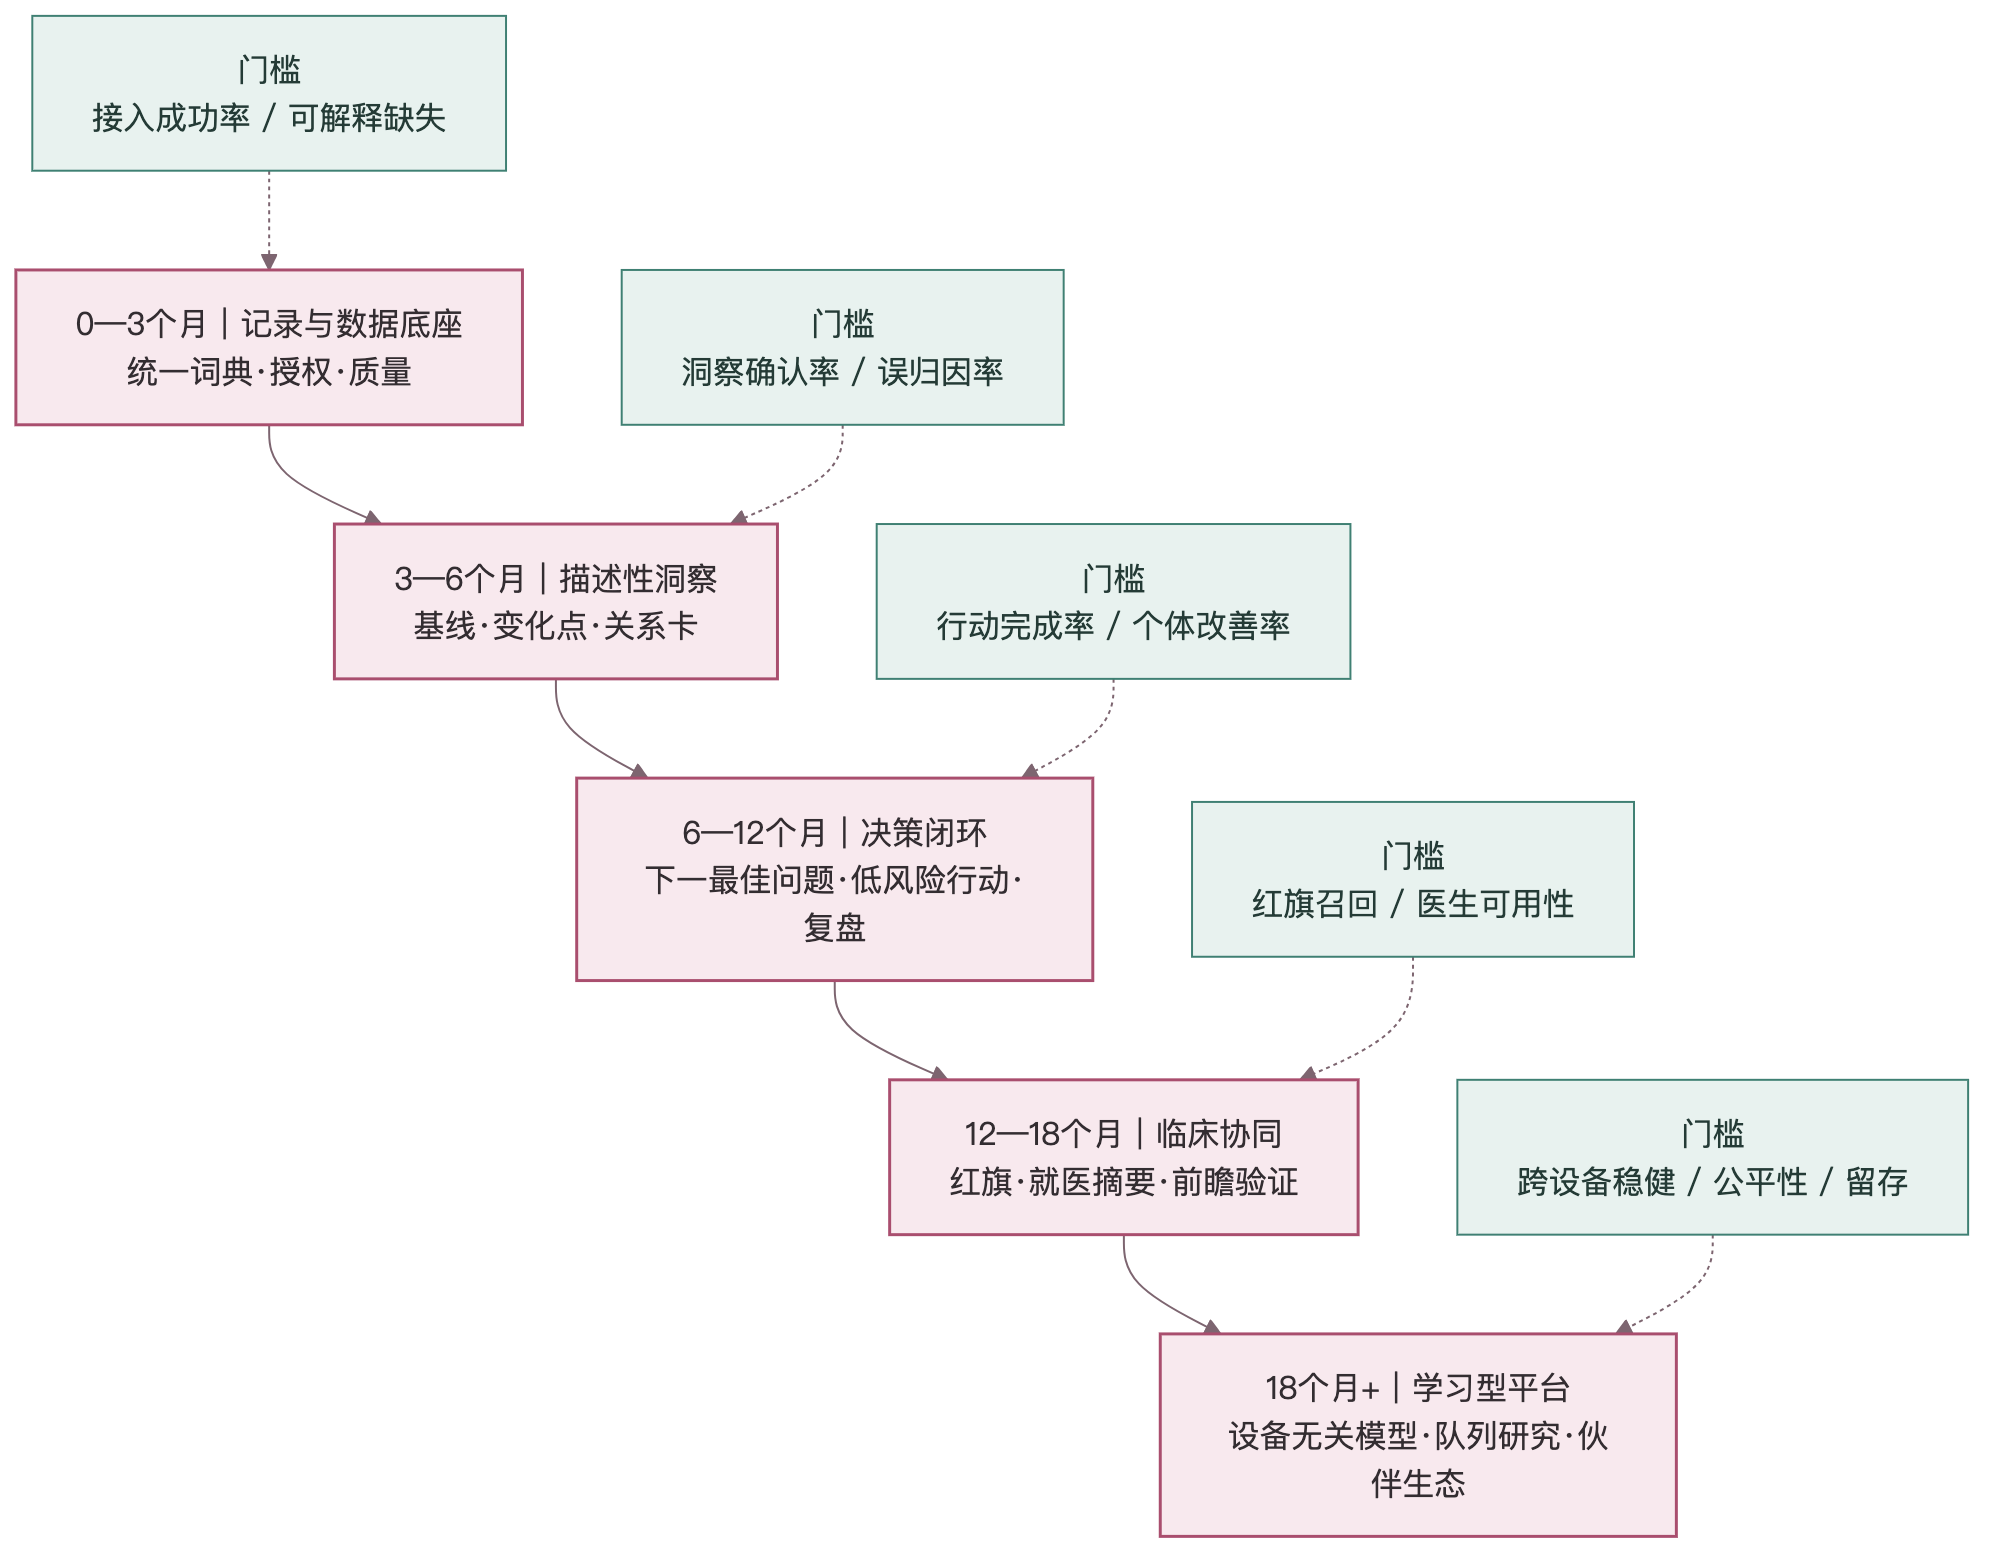 门槛
接入成功率 / 可解释缺失
0—3个月｜记录与数据底座
统一词典·授权·质量
门槛
洞察确认率 / 误归因率
3—6个月｜描述性洞察
基线·变化点·关系卡
门槛
行动完成率 / 个体改善率
6—12个月｜决策闭环
下一最佳问题·低风险行动·
复盘
门槛
红旗召回 / 医生可用性
12—18个月｜临床协同
红旗·就医摘要·前瞻验证
门槛
跨设备稳健 / 公平性 / 留存
18个月+｜学习型平台
设备无关模型·队列研究·伙
伴生态